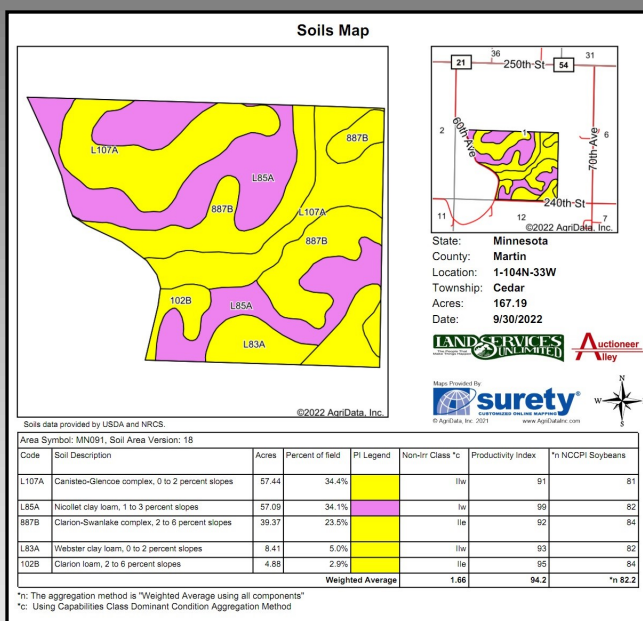 Soils Map
L107A
887B
L85A
887B
L107A
887B
102B
L85A
L83A
©2022 AgriData, Inc.
36
31
21
250th St
54
60th Ave
2
1
70th Ave
6
240th St
11
12
7
©2022 AgriData, Inc.
State: Minnesota
County: Martin
Location: 1-104N-33W
Township: Cedar
Acres: 167.19
Date: 9/30/2022
LAND SERVICES
UNLIMITED
Auctioneer
Alley
Maps Provided By
surety®
CUSTOMIZED ONLINE MAPPING
© AgriData, Inc. 2021 www.AgriDataInc.com
N
W E
S
Soils data provided by USDA and NRCS.
Area Symbol: MN091, Soil Area Version: 18
Code Soil Description Acres Percent of field PI Legend Non-Irr Class *c Productivity Index *n NCCPI Soybeans
L107A Canisteo-Glencoe complex, 0 to 2 percent slopes 57.44 34.4% IIw 91 81
L85A Nicollet clay loam, 1 to 3 percent slopes 57.09 34.1% Iw 99 82
887B Clarion-Swanlake complex, 2 to 6 percent slopes 39.37 23.5% IIe 92 84
L83A Webster clay loam, 0 to 2 percent slopes 8.41 5.0% IIw 93 82
102B Clarion loam, 2 to 6 percent slopes 4.88 2.9% IIe 95 84
Weighted Average 1.66 94.2 *n 82.2
*n: The aggregation method is "Weighted Average using all components"
*c: Using Capabilities Class Dominant Condition Aggregation Method